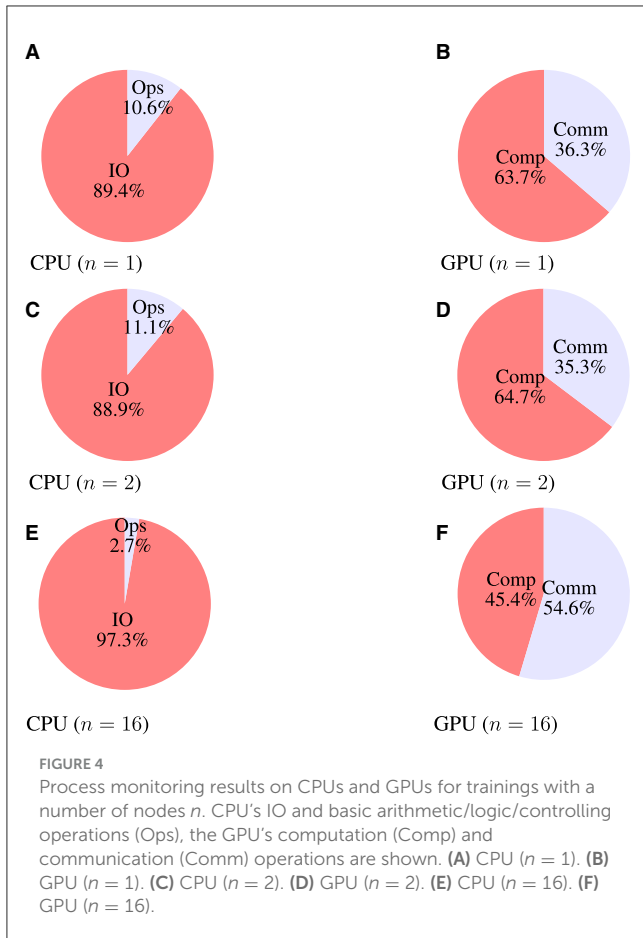 A
Ops
10.6%
IO
89.4%
CPU (n = 1)
B
Comm
36.3%
Comp
63.7%
GPU (n = 1)
C
Ops
11.1%
IO
88.9%
CPU (n = 2)
D
Comm
35.3%
Comp
64.7%
GPU (n = 2)
E
Ops
2.7%
IO
97.3%
CPU (n = 16)
F
Comp
45.4%
Comm
54.6%
GPU (n = 16)
FIGURE 4
Process monitoring results on CPUs and GPUs for trainings with a
number of nodes n. CPU's IO and basic arithmetic/logic/controlling
operations (Ops), the GPU's computation (Comp) and
communication (Comm) operations are shown. (A) CPU (n = 1). (B)
GPU (n = 1). (C) CPU (n = 2). (D) GPU (n = 2). (E) CPU (n = 16). (F)
GPU (n = 16).